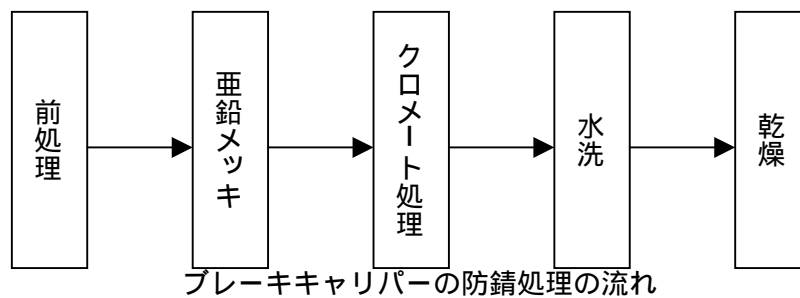 前処理
亜鉛メッキ
クロメート処理
水洗
乾燥
ブレーキキャリパーの防錆処理の流れ